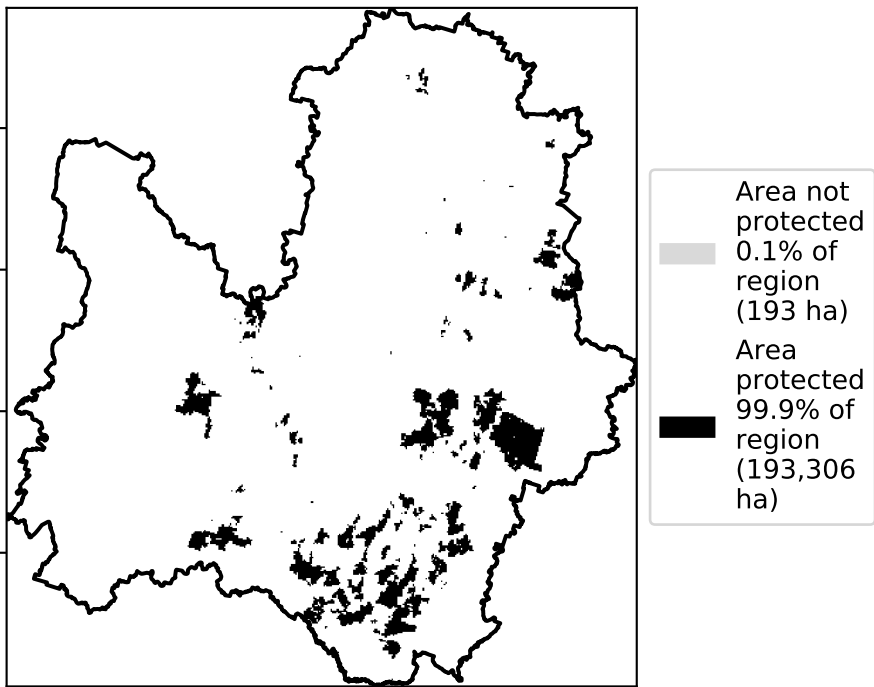 Area not
protected
0.1% of
region
(193 ha)
Area
protected
99.9% of
region
(193,306
ha)